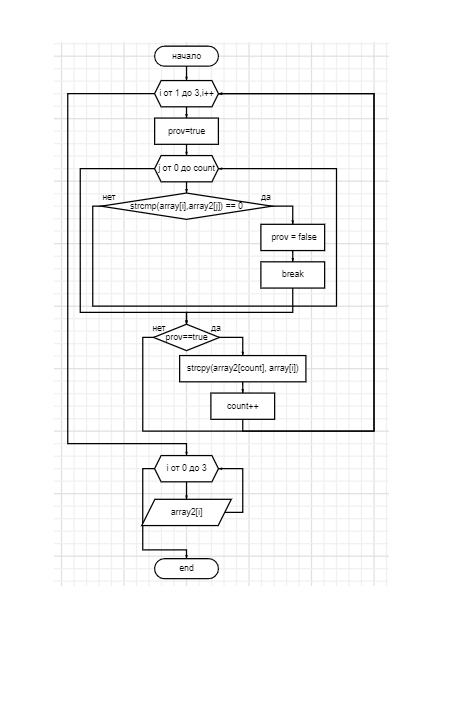 начало
i от 1 до 3,i++
prov=true
j от 0 до count
нет
да
strcmp(array[i],array2[j]) == 0
prov = false
break
нет
да
prov==true
strcpy(array2[count], array[i])
count++
i от 0 до 3
array2[i]
end